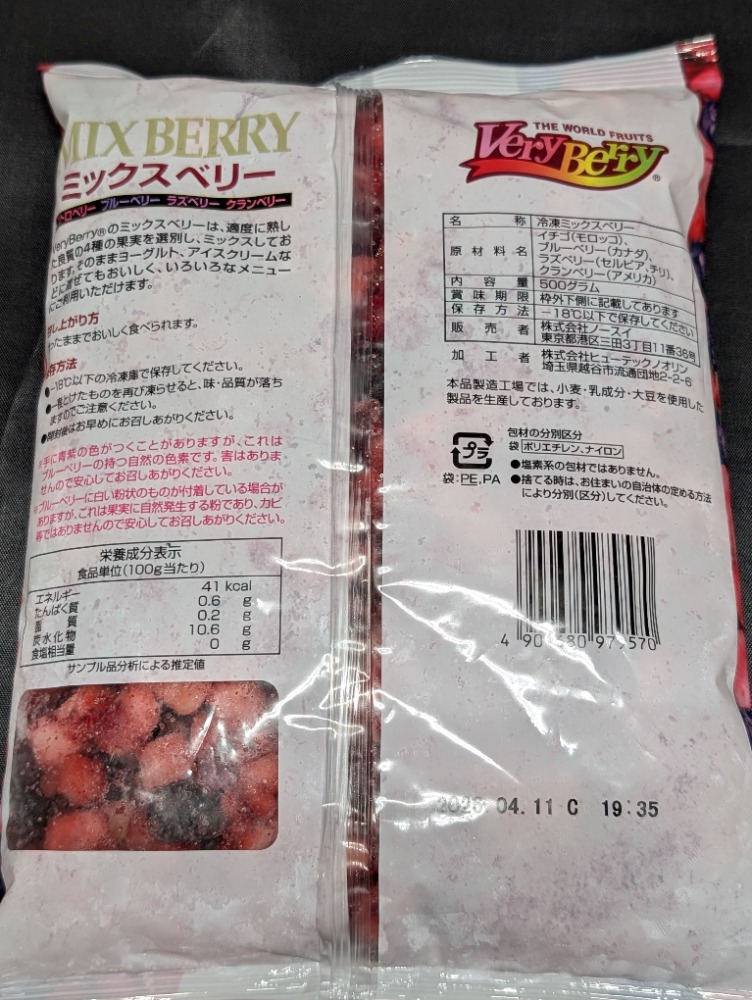 MIX BERRY
ミックスベリー
ストロベリー ブルーベリー ラズベリー クランベリー
VeryBerry®のミックスベリーは、適度に熟し
た良質の4種の果実を選別し、ミックスしてお
ります。そのままヨーグルト、アイスクリームな
どに混ぜてもおいしく、いろいろなメニュー
にご利用いただけます。
召し上がり方
ったままでおいしく食べられます。
保存方法
●-18℃以下の冷凍庫で保存してください。
●一度とけたものを再び凍らせると、味・品質が落ち
ますのでご注意ください。
●開封後はお早めにお召しあがりください。
※手に青紫の色がつくことがありますが、これは
ブルーベリーの持つ自然の色素です。害はありま
せんので安心してお召しあがりください。
※ブルーベリーに白い粉状のものが付着している場合が
ありますが、これは果実に自然発生する粉であり、カビ
等ではありませんので安心してお召しあがりください。
栄養成分表示
食品単位(100g当たり)
エネルギー 41 kcal
たんぱく質 0.6 g
脂質 0.2 g
炭水化物 10.6 g
食塩相当量 0 g
サンプル品分析による推定値
THE WORLD FRUITS
VeryBerry®
名称 冷凍ミックスベリー
原材料名 イチゴ(モロッコ)、
ブルーベリー(カナダ)、
ラズベリー(セルビア、チリ)、
クランベリー(アメリカ)
内容量 500グラム
賞味期限 枠外下側に記載してあります
保存方法 -18℃以下で保存してください
販売者 株式会社ノースイ
東京都港区三田3丁目11番36号
加工者 株式会社ヒューテックノオリン
埼玉県越谷市流通団地2-2-6
本品製造工場では、小麦・乳成分・大豆を使用した
製品を生産しております。
プラ
袋:PE,PA
包材の分別区分
袋 ポリエチレン、ナイロン
●塩素系の包材ではありません。
●捨てる時は、お住まいの自治体の定める方法
により分別(区分)してください。
4 901680 979570
04.11 C 19:35